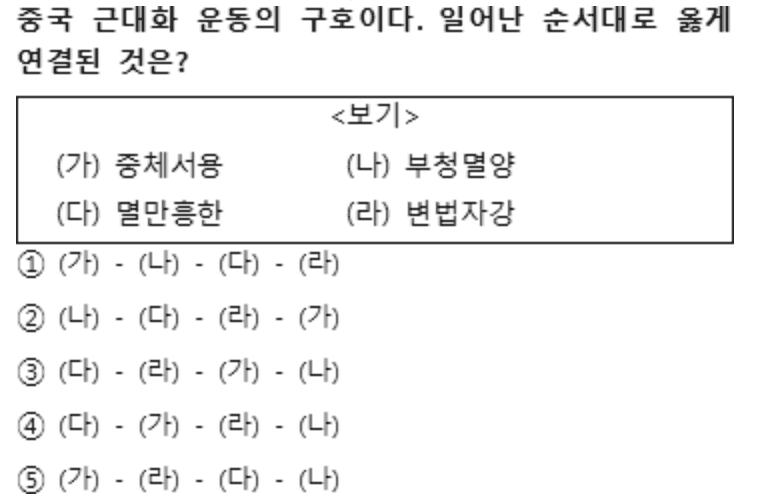 중국 근대화 운동의 구호이다. 일어난 순서대로 옳게
연결된 것은?
<보기>
(가) 중체서용 (나) 부청멸양
(다) 멸만흥한 (라) 변법자강
① (가) - (나) - (다) - (라)
② (나) - (다) - (라) - (가)
③ (다) - (라) - (가) - (나)
④ (다) - (가) - (라) - (나)
⑤ (가) - (라) - (다) - (나)